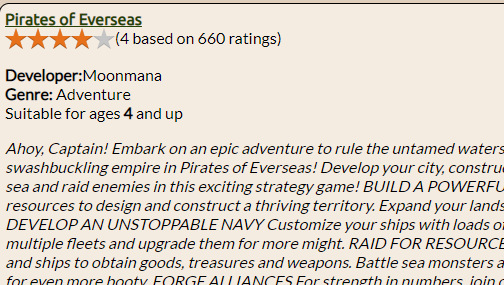 Pirates of Everseas
(4 based on 660 ratings)
Developer:Moonmana
Genre: Adventure
Suitable for ages 4 and up
Ahoy, Captain! Embark on an epic adventure to rule the untamed waters
swashbuckling empire in Pirates of Everseas! Develop your city, construc
sea and raid enemies in this exciting strategy game! BUILD A POWERFU
resources to design and construct a thriving territory. Expand your lands
DEVELOP AN UNSTOPPABLE NAVY Customize your ships with loads of
multiple fleets and upgrade them for more might. RAID FOR RESOURCE
and ships to obtain goods, treasures and weapons. Battle sea monsters a
for even more booty. FORGE ALLIANCES For strength in numbers, join